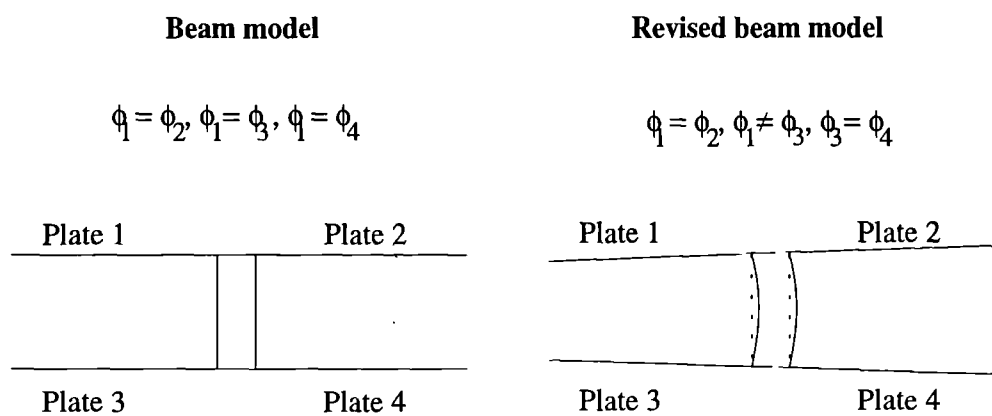 Beam model
ϕ₁ = ϕ₂, ϕ₁ = ϕ₃, ϕ₁ = ϕ₄
Plate 1 Plate 2
Plate 3 Plate 4
Revised beam model
ϕ₁ = ϕ₂, ϕ₁ ≠ ϕ₃, ϕ₃ = ϕ₄
Plate 1 Plate 2
Plate 3 Plate 4